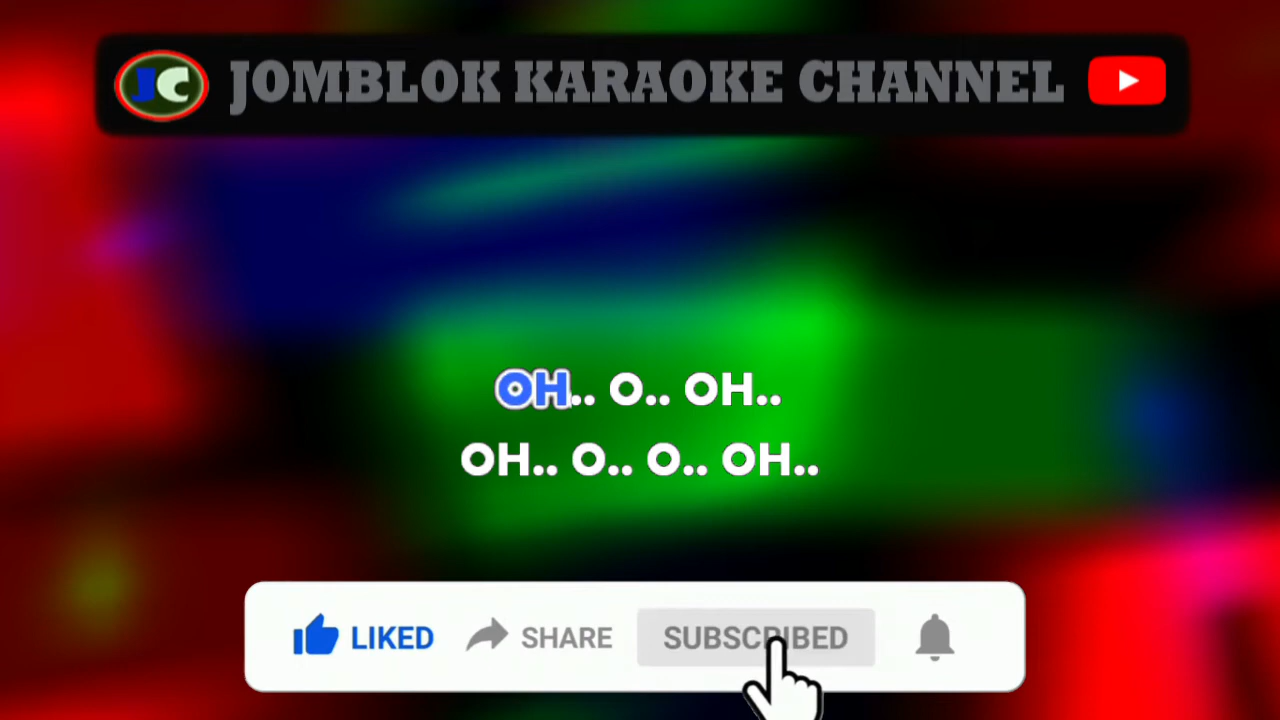 JC JOMBLOK KARAOKE CHANNEL
OH.. O.. OH..
OH.. O.. O.. OH..
LIKED SHARE SUBSCRIBED